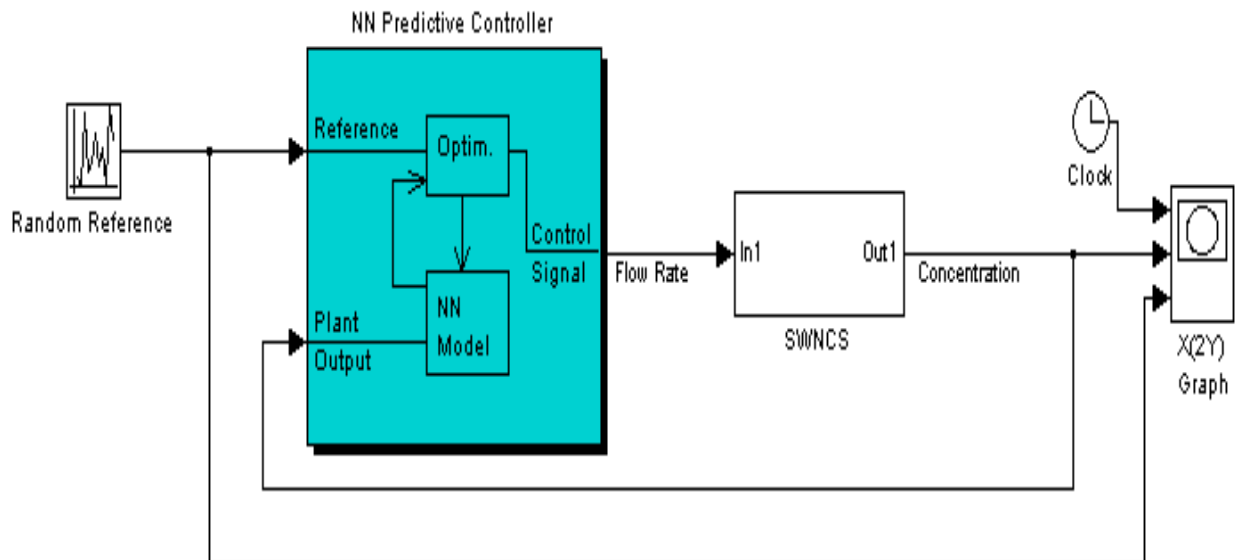 NN Predictive Controller
Random Reference
Reference
Optim.
Control
Signal
NN
Model
Plant
Output
Flow Rate
In1
Out1
SWNCS
Concentration
Clock
X(2Y)
Graph